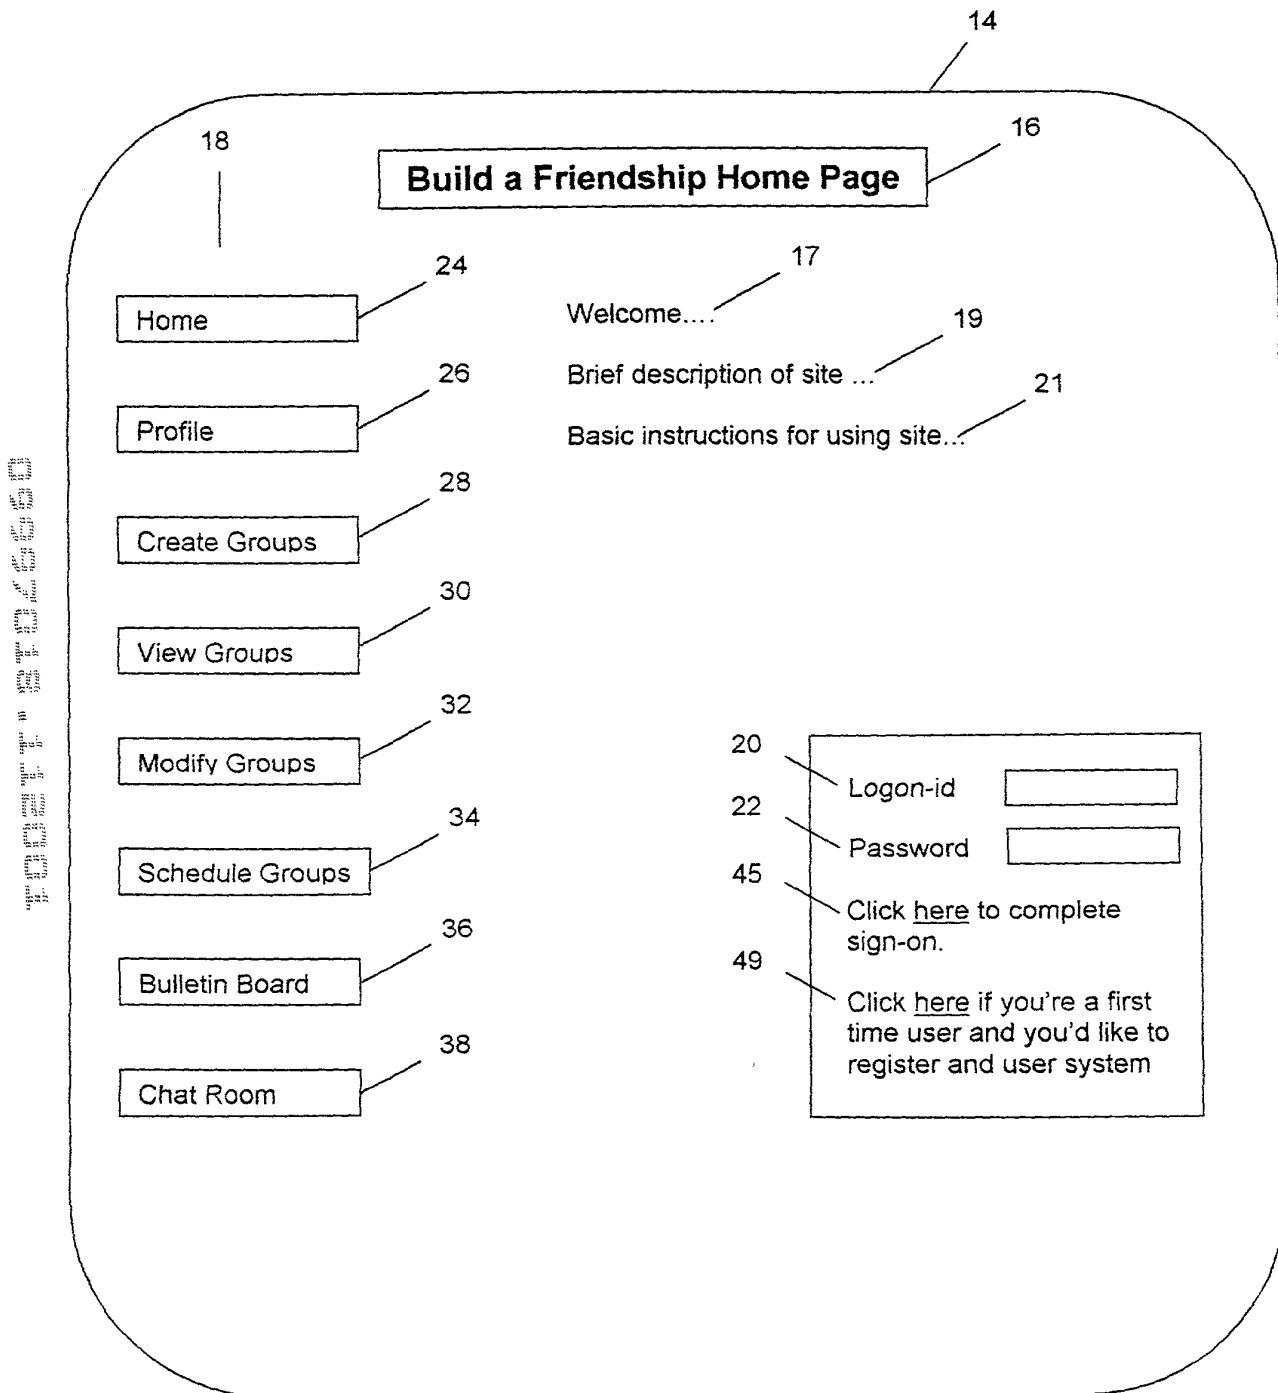 14
18
16
Build a Friendship Home Page
24
17
Home
Welcome....
19
Brief description of site ...
26
21
Profile
Basic instructions for using site...
28
Create Groups
30
View Groups
32
Modify Groups
20
Logon-id
22
Password
34
Schedule Groups
45
Click here to complete
sign-on.
36
Bulletin Board
49
Click here if you're a first
time user and you'd like to
register and user system
38
Chat Room